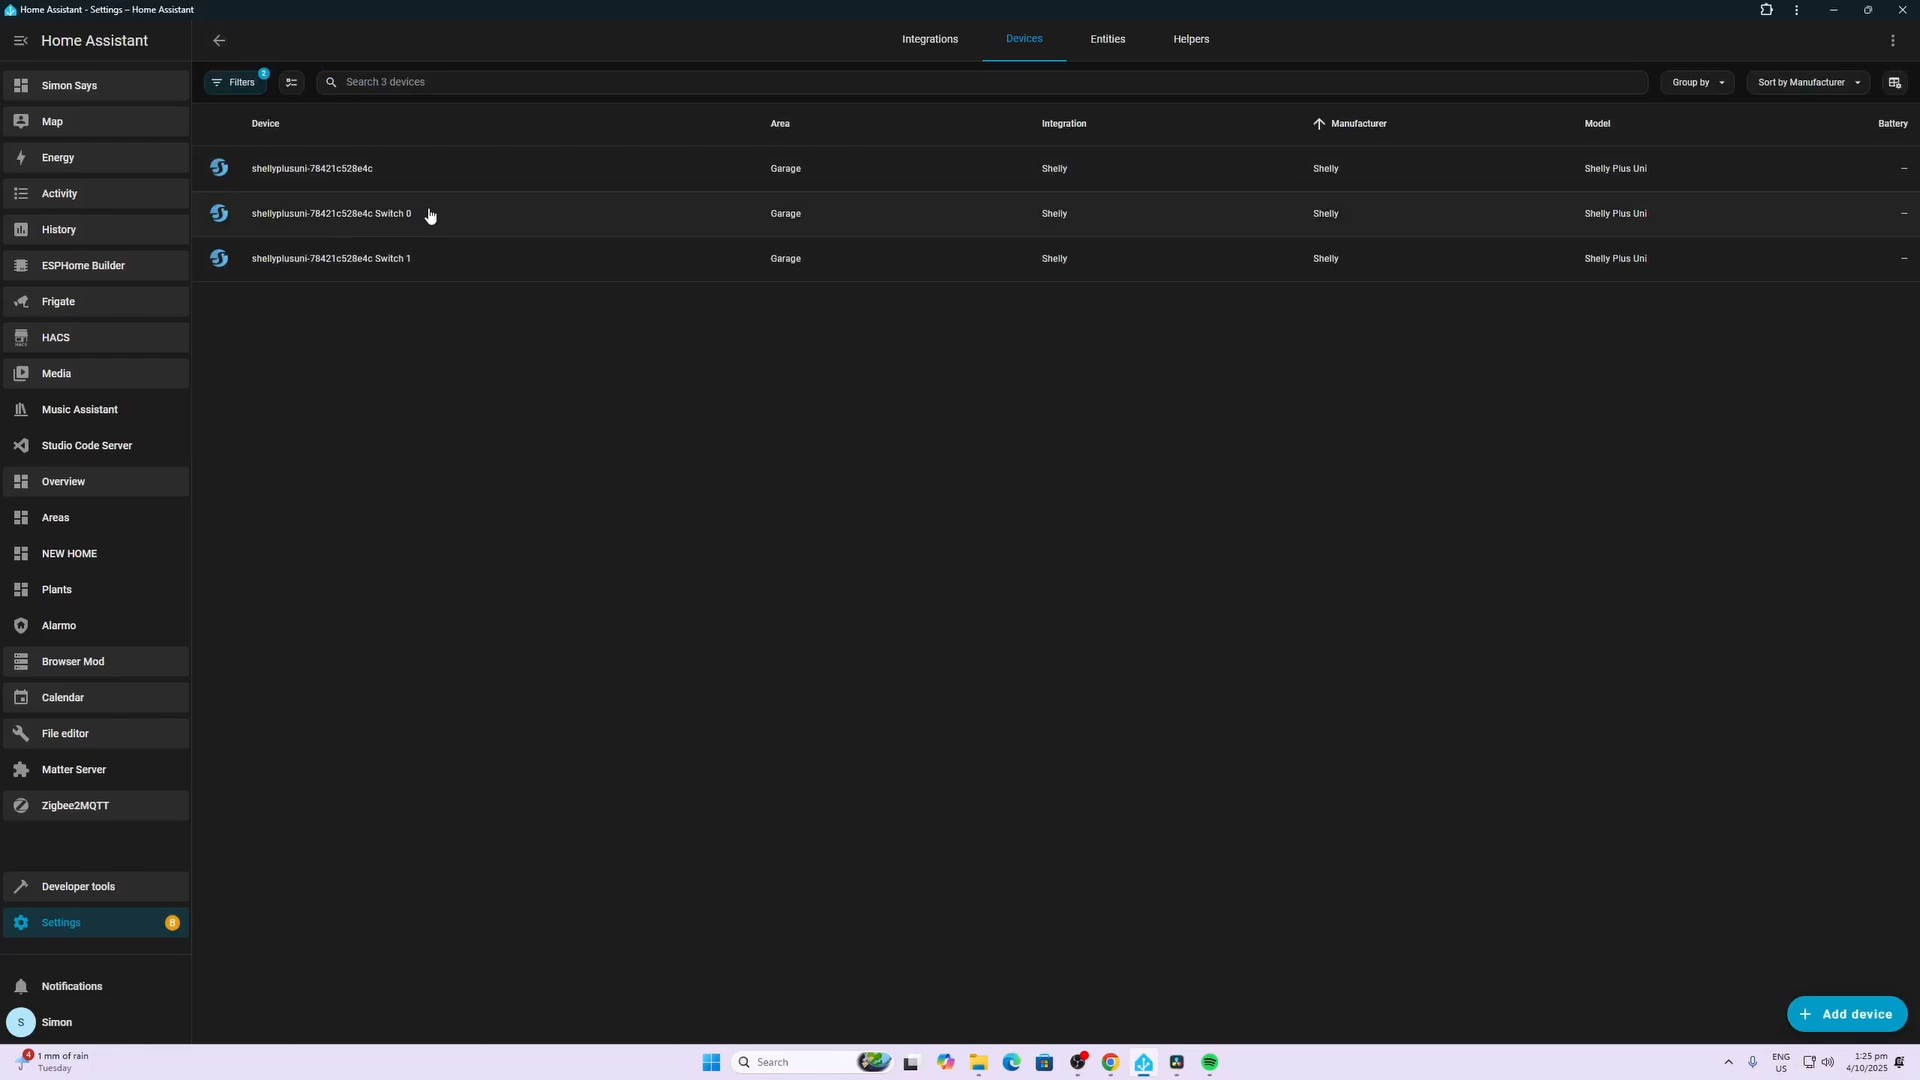 Home Assistant - Settings – Home Assistant
Home Assistant
Integrations
Devices
Entities
Helpers
Simon Says
Map
Energy
Activity
History
ESPHome Builder
Frigate
HACS
HACS
Media
Music Assistant
Studio Code Server
Overview
Areas
NEW HOME
Plants
Alarmo
Browser Mod
Calendar
File editor
Matter Server
Zigbee2MQTT
Developer tools
Settings 8
Notifications
S Simon
Filters 2
Search 3 devices
Group by
Sort by Manufacturer
Device Area Integration Manufacturer Model Battery
shellyplusuni-78421c528e4c Garage Shelly Shelly Shelly Plus Uni –
shellyplusuni-78421c528e4c Switch 0 Garage Shelly Shelly Shelly Plus Uni –
shellyplusuni-78421c528e4c Switch 1 Garage Shelly Shelly Shelly Plus Uni –
+ Add device
4 1 mm of rain
Tuesday
Search
ENG
US
1:25 pm
4/10/2025